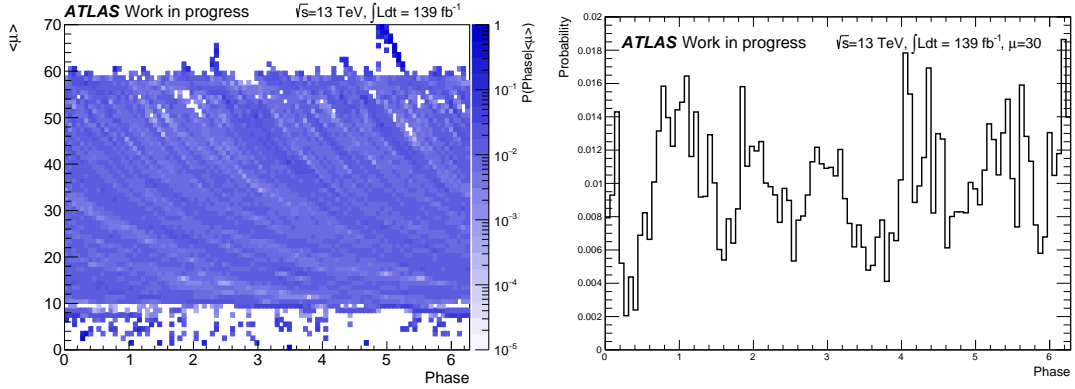 ATLAS Work in progress
√s=13 TeV, ∫Ldt = 139 fb⁻¹
<μ>
70
60
50
40
30
20
10
0
0 1 2 3 4 5 6
Phase
1
10⁻¹
10⁻²
10⁻³
10⁻⁴
10⁻⁵
P(Phase|<μ>)
ATLAS Work in progress
√s=13 TeV, ∫Ldt = 139 fb⁻¹, μ=30
Probability
0.02
0.018
0.016
0.014
0.012
0.01
0.008
0.006
0.004
0.002
0
0 1 2 3 4 5 6
Phase